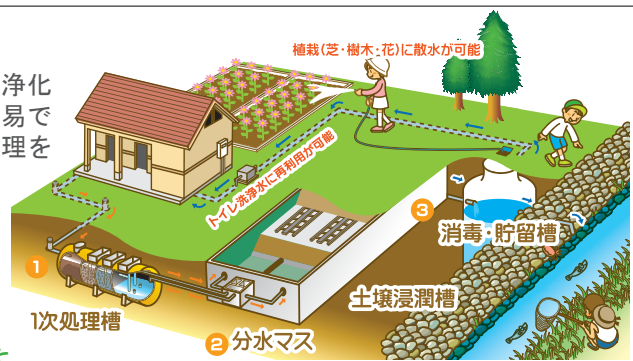 浄化
易で
理を
植栽(芝・樹木・花)に散水が可能
トイレ洗浄水に再利用が可能
1
1次処理槽
2 分水マス
土壌浸潤槽
3
消毒・貯留槽